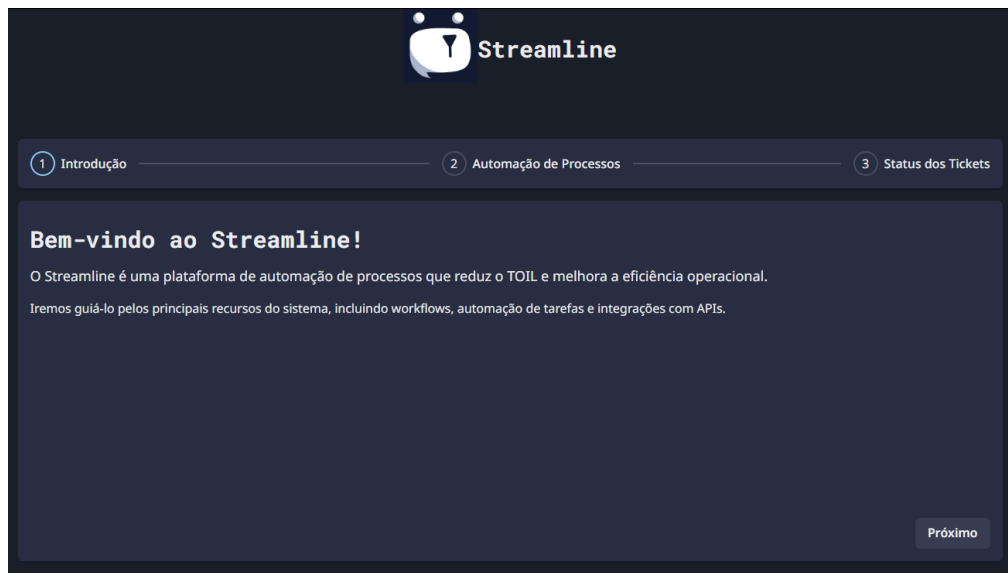 Streamline
1 Introdução
2 Automação de Processos
3 Status dos Tickets
Bem-vindo ao Streamline!
O Streamline é uma plataforma de automação de processos que reduz o TOIL e melhora a eficiência operacional.
Iremos guiá-lo pelos principais recursos do sistema, incluindo workflows, automação de tarefas e integrações com APIs.
Próximo